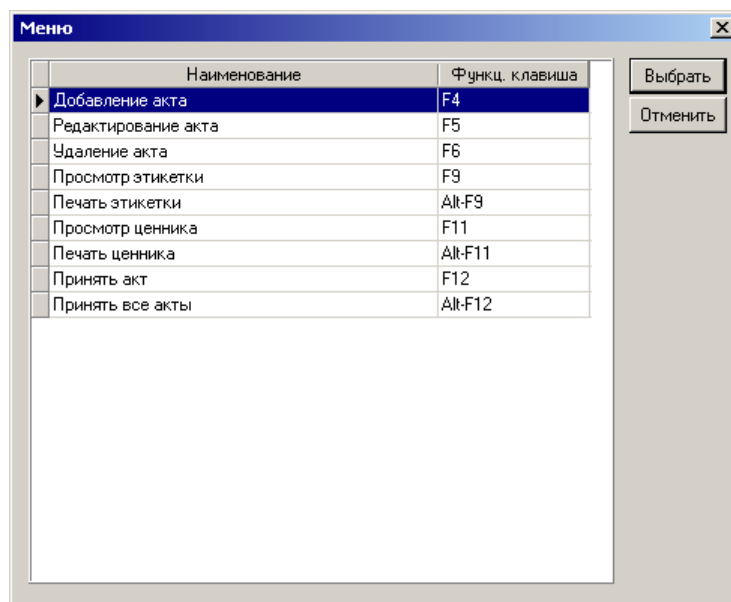 Меню
Наименование Функц. клавиша
Добавление акта F4
Редактирование акта F5
Удаление акта F6
Просмотр этикетки F9
Печать этикетки Alt-F9
Просмотр ценника F11
Печать ценника Alt-F11
Принять акт F12
Принять все акты Alt-F12
Выбрать
Отменить